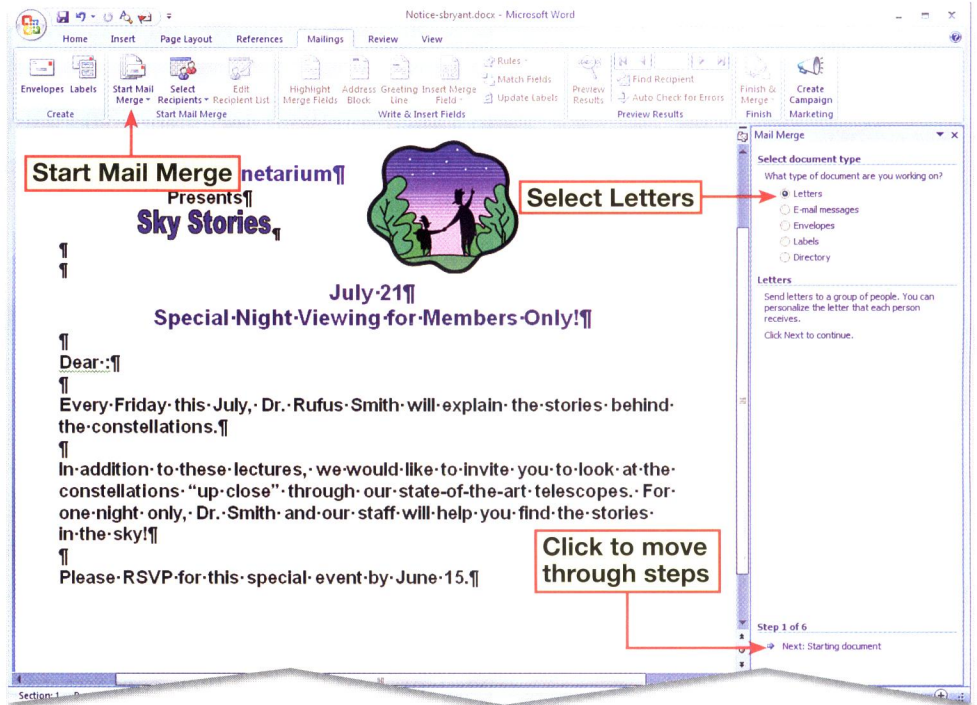 Notice-sbryant.docx - Microsoft Word
Home Insert Page Layout References Mailings Review View
Envelopes Labels Start Mail Merge Select Recipients Edit Recipient List Highlight Merge Fields Address Block Greeting Line Insert Merge Field Rules Match Fields Update Labels Preview Results Find Recipient Auto Check for Errors Finish & Merge Create Campaign
Create Start Mail Merge Write & Insert Fields Preview Results Finish Marketing
Start Mail Merge
netarium¶
Presents¶
Sky Stories¶
¶
¶
July·21¶
Special·Night·Viewing·for·Members·Only!¶
¶
Dear·:¶
¶
Every·Friday·this·July,·Dr.·Rufus·Smith·will·explain·the·stories·behind·
the·constellations.¶
¶
In·addition·to·these·lectures,·we·would·like·to·invite·you·to·look·at·the·
constellations·“up·close”·through·our·state-of-the-art·telescopes.·For·
one·night·only,·Dr.·Smith·and·our·staff·will·help·you·find·the·stories·
in·the·sky!¶
¶
Please·RSVP·for·this·special·event·by·June·15.¶
Select Letters
Click to move
through steps
Mail Merge
Select document type
What type of document are you working on?
Letters
E-mail messages
Envelopes
Labels
Directory
Letters
Send letters to a group of people. You can
personalize the letter that each person
receives.
Click Next to continue.
Step 1 of 6
Next: Starting document
Section: 1